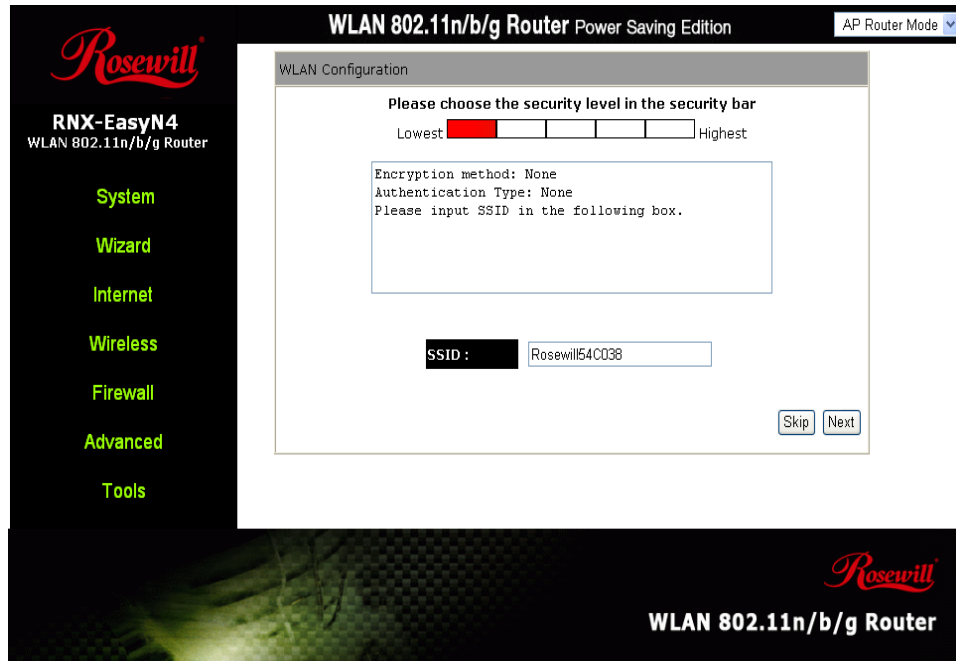 WLAN 802.11n/b/g Router Power Saving Edition
AP Router Mode
Rosewill
RNX-EasyN4
WLAN 802.11n/b/g Router
System
Wizard
Internet
Wireless
Firewall
Advanced
Tools
WLAN Configuration
Please choose the security level in the security bar
Lowest Highest
Encryption method: None
Authentication Type: None
Please input SSID in the following box.
SSID : Rosewill54C038
Skip Next
Rosewill
WLAN 802.11n/b/g Router